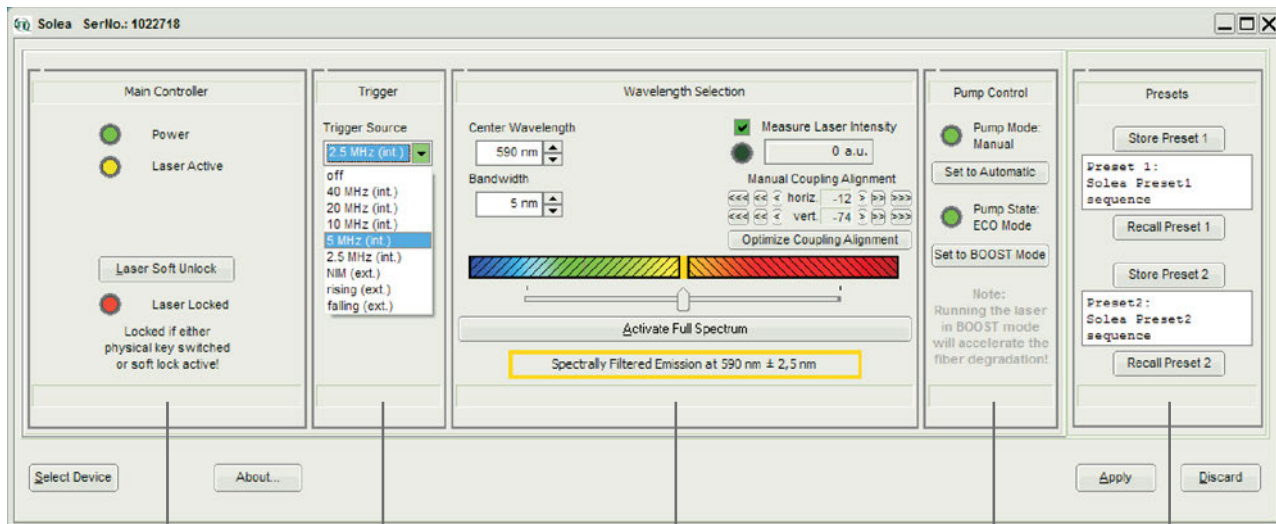 Solea SerNo.: 1022718
Main Controller
Power
Laser Active
Laser Soft Unlock
Laser Locked
Locked if either
physical key switched
or soft lock active!
Trigger
Trigger Source
2.5 MHz (int.)
off
40 MHz (int.)
20 MHz (int.)
10 MHz (int.)
5 MHz (int.)
2.5 MHz (int.)
NIM (ext.)
rising (ext.)
falling (ext.)
Wavelength Selection
Center Wavelength
590 nm
Bandwidth
5 nm
Measure Laser Intensity
0 a.u.
Manual Coupling Alignment
<<< << < horiz. -12 > >> >>>
<<< << < vert. -74 > >> >>>
Optimize Coupling Alignment
Activate Full Spectrum
Spectrally Filtered Emission at 590 nm ± 2,5 nm
Pump Control
Pump Mode:
Manual
Set to Automatic
Pump State:
ECO Mode
Set to BOOST Mode
Note:
Running the laser
in BOOST mode
will accelerate the
fiber degradation!
Presets
Store Preset 1
Preset 1:
Solea Preset1
sequence
Recall Preset 1
Store Preset 2
Preset2:
Solea Preset2
sequence
Recall Preset 2
Select Device
About...
Apply
Discard